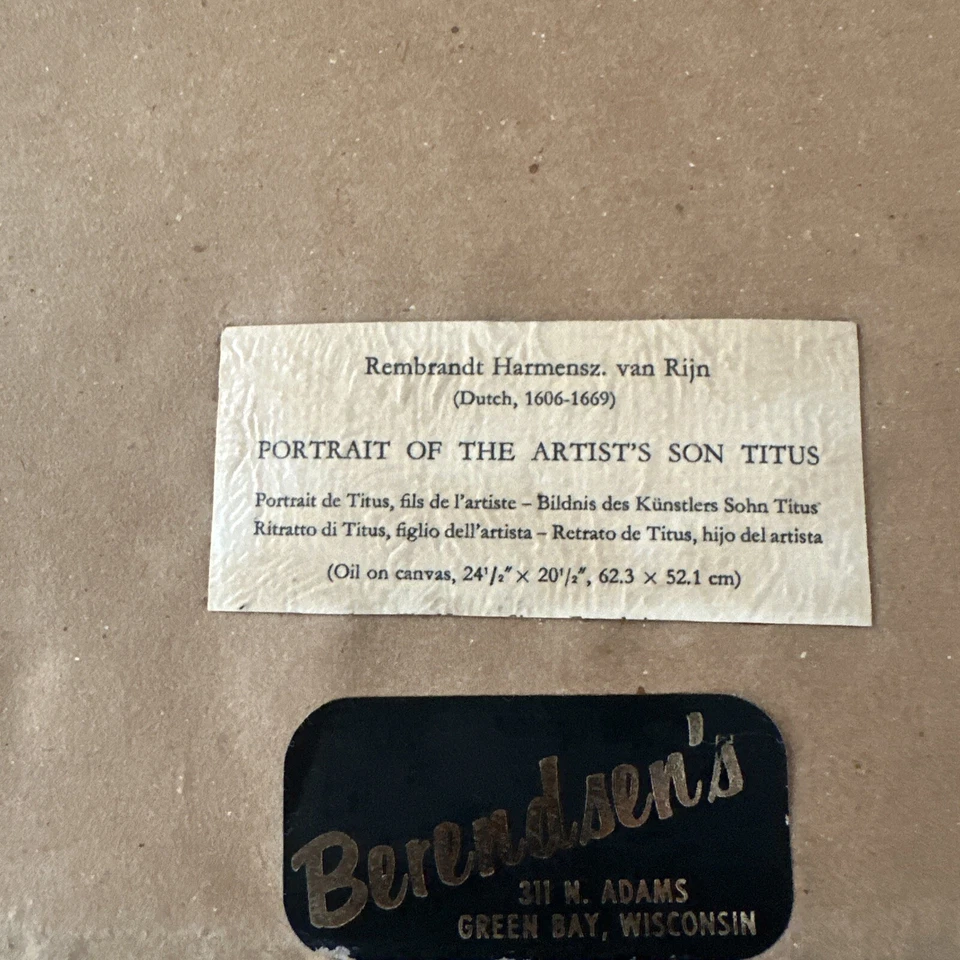 Rembrandt Harmensz. van Rijn
(Dutch, 1606-1669)
PORTRAIT OF THE ARTIST'S SON TITUS
Portrait de Titus, fils de l'artiste – Bildnis des Künstlers Sohn Titus
Ritratto di Titus, figlio dell'artista – Retrato de Titus, hijo del artista
(Oil on canvas, 24¹/₂″ × 20¹/₂″, 62.3 × 52.1 cm)
Berendsen's
311 N. ADAMS
GREEN BAY, WISCONSIN